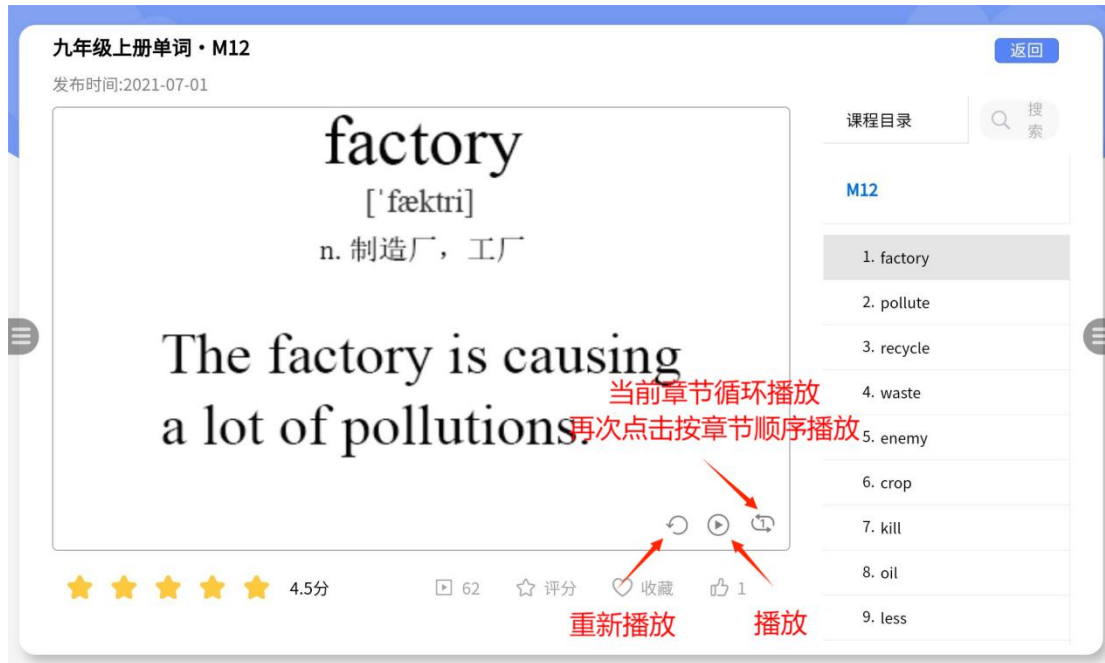 九年级上册单词·M12
返回
发布时间:2021-07-01
factory
[ˈfæktri]
n. 制造厂，工厂
The factory is causing
a lot of pollutions.
当前章节循环播放
再次点击按章节顺序播放
1
4.5分
62
评分
收藏
1
重新播放
播放
课程目录
搜
索
M12
1. factory
2. pollute
3. recycle
4. waste
5. enemy
6. crop
7. kill
8. oil
9. less